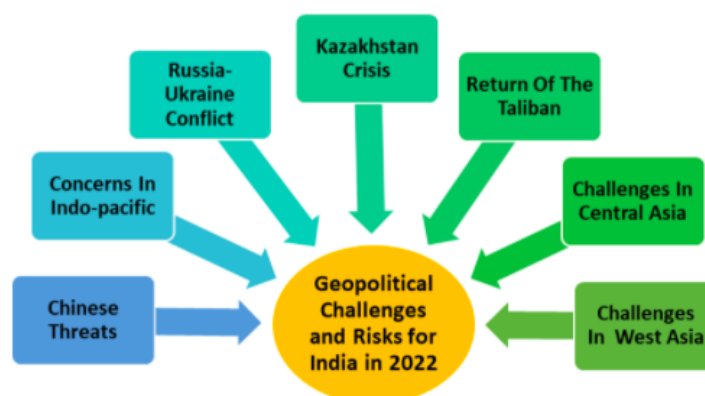 Kazakhstan
Crisis
Russia-
Ukraine
Conflict
Return Of The
Taliban
Concerns In
Indo-pacific
Challenges In
Central Asia
Chinese
Threats
Geopolitical
Challenges
and Risks for
India in 2022
Challenges
In West Asia